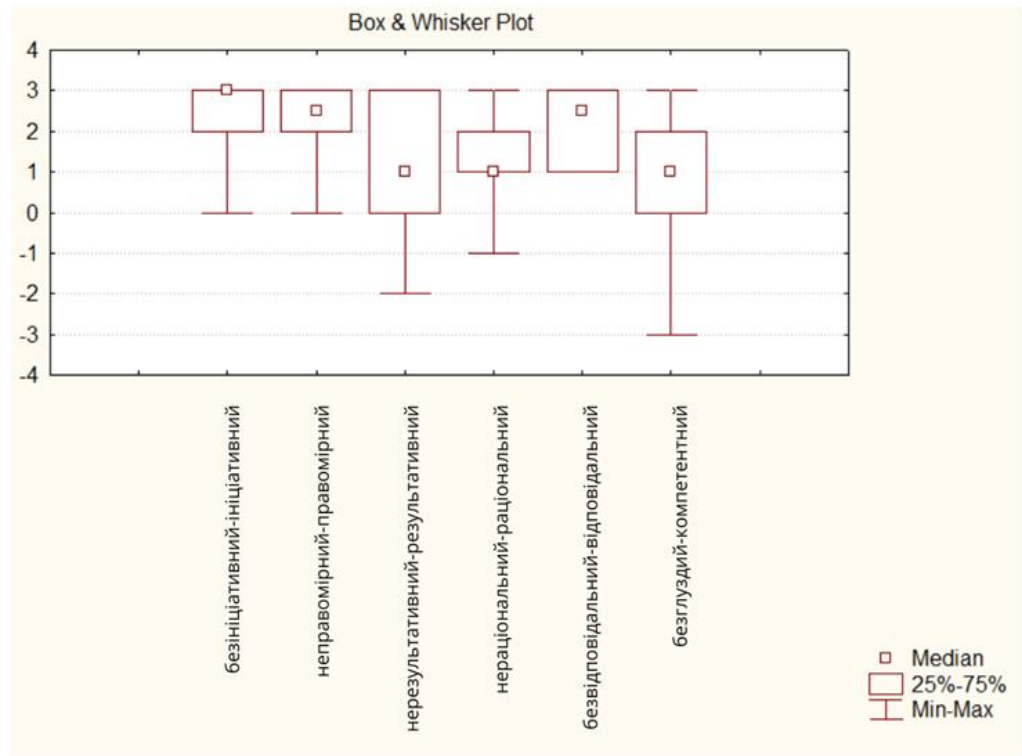 Box & Whisker Plot
4
3
2
1
0
-1
-2
-3
-4
безініціативний-ініціативний
неправомірний-правомірний
нерезультативний-результативний
нераціональний-раціональний
безвідповідальний-відповідальний
безглуздий-компетентний
Median
25%-75%
Min-Max